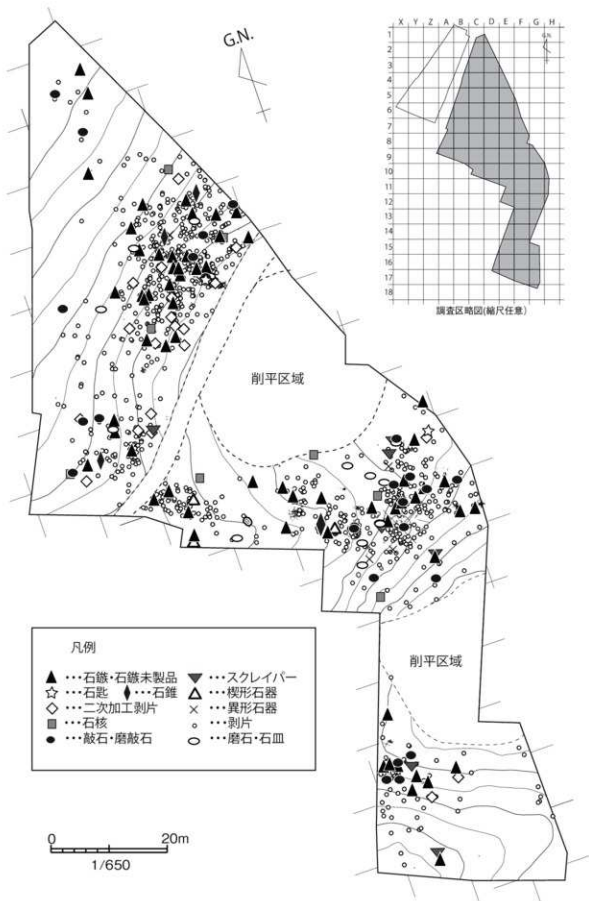 G.N.
X Y Z A B C D E F G H
1
2
3
4
5
6
7
8
9
10
11
12
13
14
15
16
17
18
G.N.
調査区略図(縮尺任意)
削平区域
削平区域
凡例
▲ ･･･石鏃・石鏃未製品 ▼ ･･･スクレイパー
☆ ･･･石匙 ♦ ･･･石錐 △ ･･･楔形石器
◇ ･･･二次加工剥片 × ･･･異形石器
■ ･･･石核 ○ ･･･剥片
● ･･･敲石・磨敲石 ○ ･･･磨石・石皿
0 20m
1/650